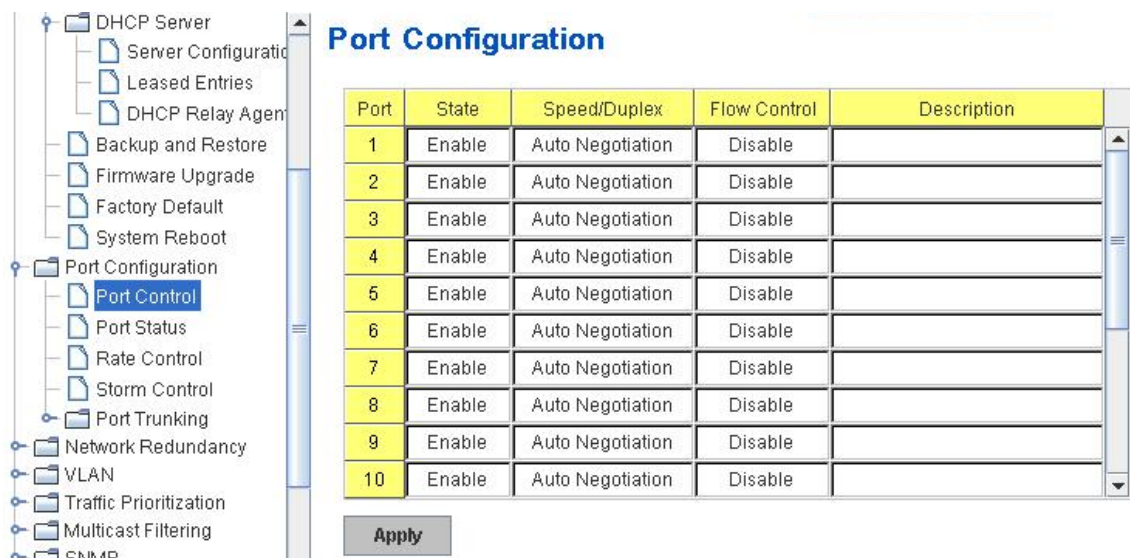 DHCP Server
Server Configuratio
Leased Entries
DHCP Relay Agen
Backup and Restore
Firmware Upgrade
Factory Default
System Reboot
Port Configuration
Port Control
Port Status
Rate Control
Storm Control
Port Trunking
Network Redundancy
VLAN
Traffic Prioritization
Multicast Filtering
SNMP
Port Configuration
Port State Speed/Duplex Flow Control Description
1 Enable Auto Negotiation Disable
2 Enable Auto Negotiation Disable
3 Enable Auto Negotiation Disable
4 Enable Auto Negotiation Disable
5 Enable Auto Negotiation Disable
6 Enable Auto Negotiation Disable
7 Enable Auto Negotiation Disable
8 Enable Auto Negotiation Disable
9 Enable Auto Negotiation Disable
10 Enable Auto Negotiation Disable
Apply